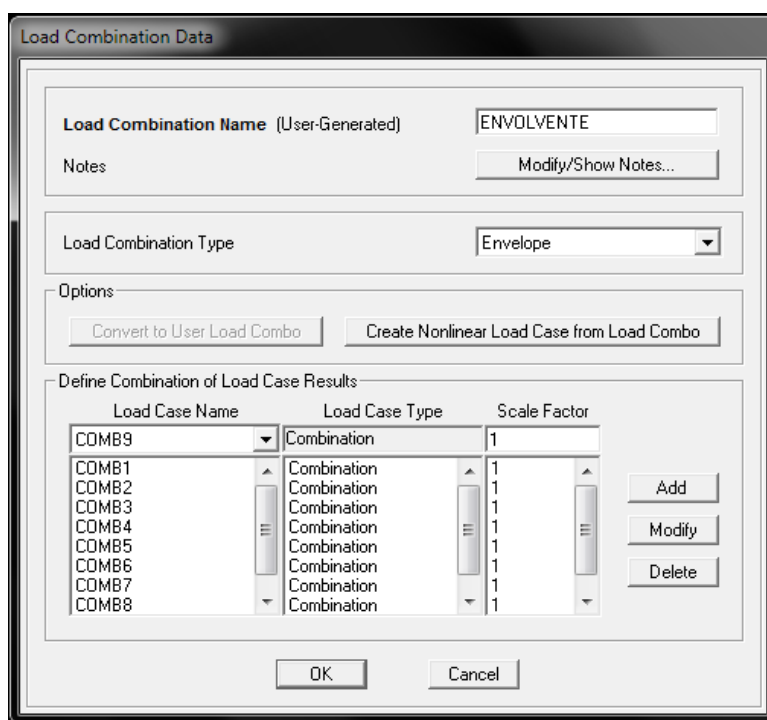 Load Combination Data
Load Combination Name (User-Generated) ENVOLVENTE
Notes Modify/Show Notes...
Load Combination Type Envelope
Options
Convert to User Load Combo Create Nonlinear Load Case from Load Combo
Define Combination of Load Case Results
Load Case Name Load Case Type Scale Factor
COMB9 Combination 1
COMB1 Combination 1
COMB2 Combination 1
COMB3 Combination 1
COMB4 Combination 1
COMB5 Combination 1
COMB6 Combination 1
COMB7 Combination 1
COMB8 Combination 1
Add
Modify
Delete
OK Cancel